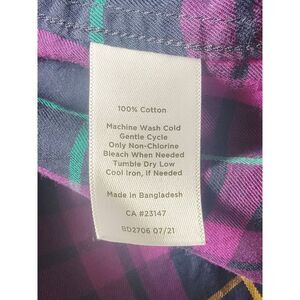 100% Cotton
Machine Wash Cold
Gentle Cycle
Only Non-Chlorine
Bleach When Needed
Tumble Dry Low
Cool Iron, If Needed
Made in Bangladesh
CA #23147
BD2706 07/21